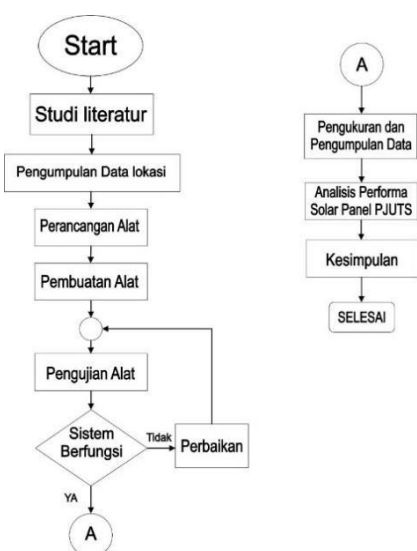 Start
Studi literatur
Pengumpulan Data lokasi
Perancangan Alat
Pembuatan Alat
Pengujian Alat
Sistem
Berfungsi
Tidak
Perbaikan
YA
A
A
Pengukuran dan
Pengumpulan Data
Analisis Performa
Solar Panel PJUTS
Kesimpulan
SELESAI